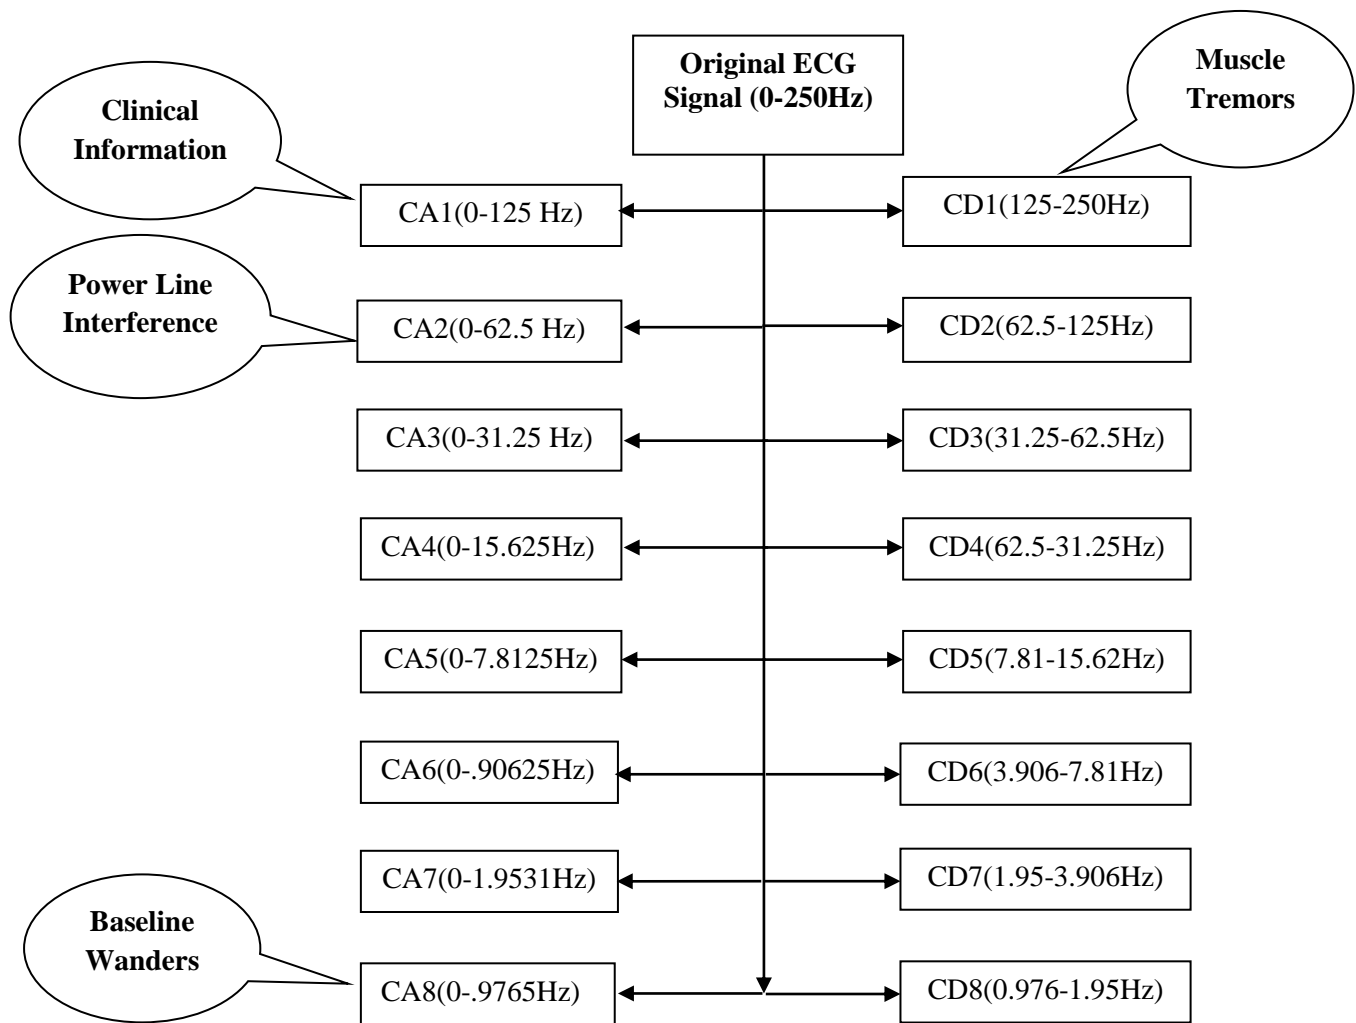 Original ECG
Signal (0-250Hz)
Muscle
Tremors
Clinical
Information
CA1(0-125 Hz)
CD1(125-250Hz)
Power Line
Interference
CA2(0-62.5 Hz)
CD2(62.5-125Hz)
CA3(0-31.25 Hz)
CD3(31.25-62.5Hz)
CA4(0-15.625Hz)
CD4(62.5-31.25Hz)
CA5(0-7.8125Hz)
CD5(7.81-15.62Hz)
CA6(0-.90625Hz)
CD6(3.906-7.81Hz)
CA7(0-1.9531Hz)
CD7(1.95-3.906Hz)
Baseline
Wanders
CA8(0-.9765Hz)
CD8(0.976-1.95Hz)